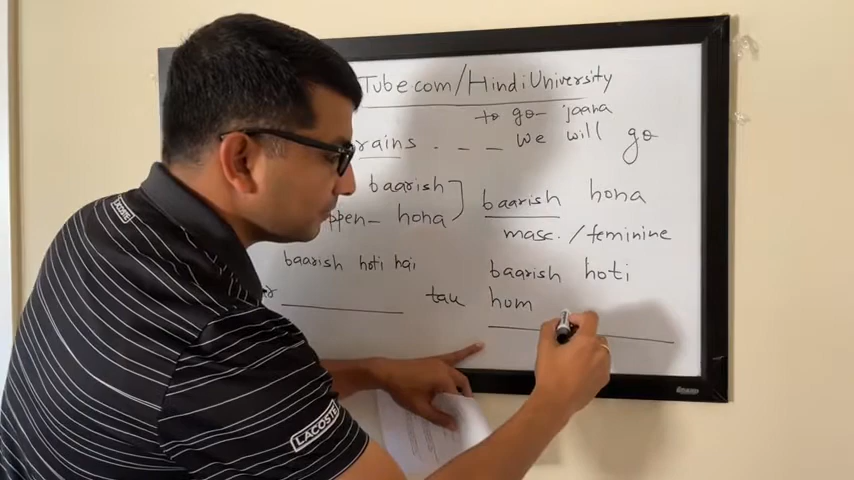 Tube.com/HindiUniversity
to go- jaana
rains . _ _ _ we will go
baarish
ppen- hona
baarish hona
masc. /feminine
baarish hoti hai
baarish hoti
tau hum
LACOSTE